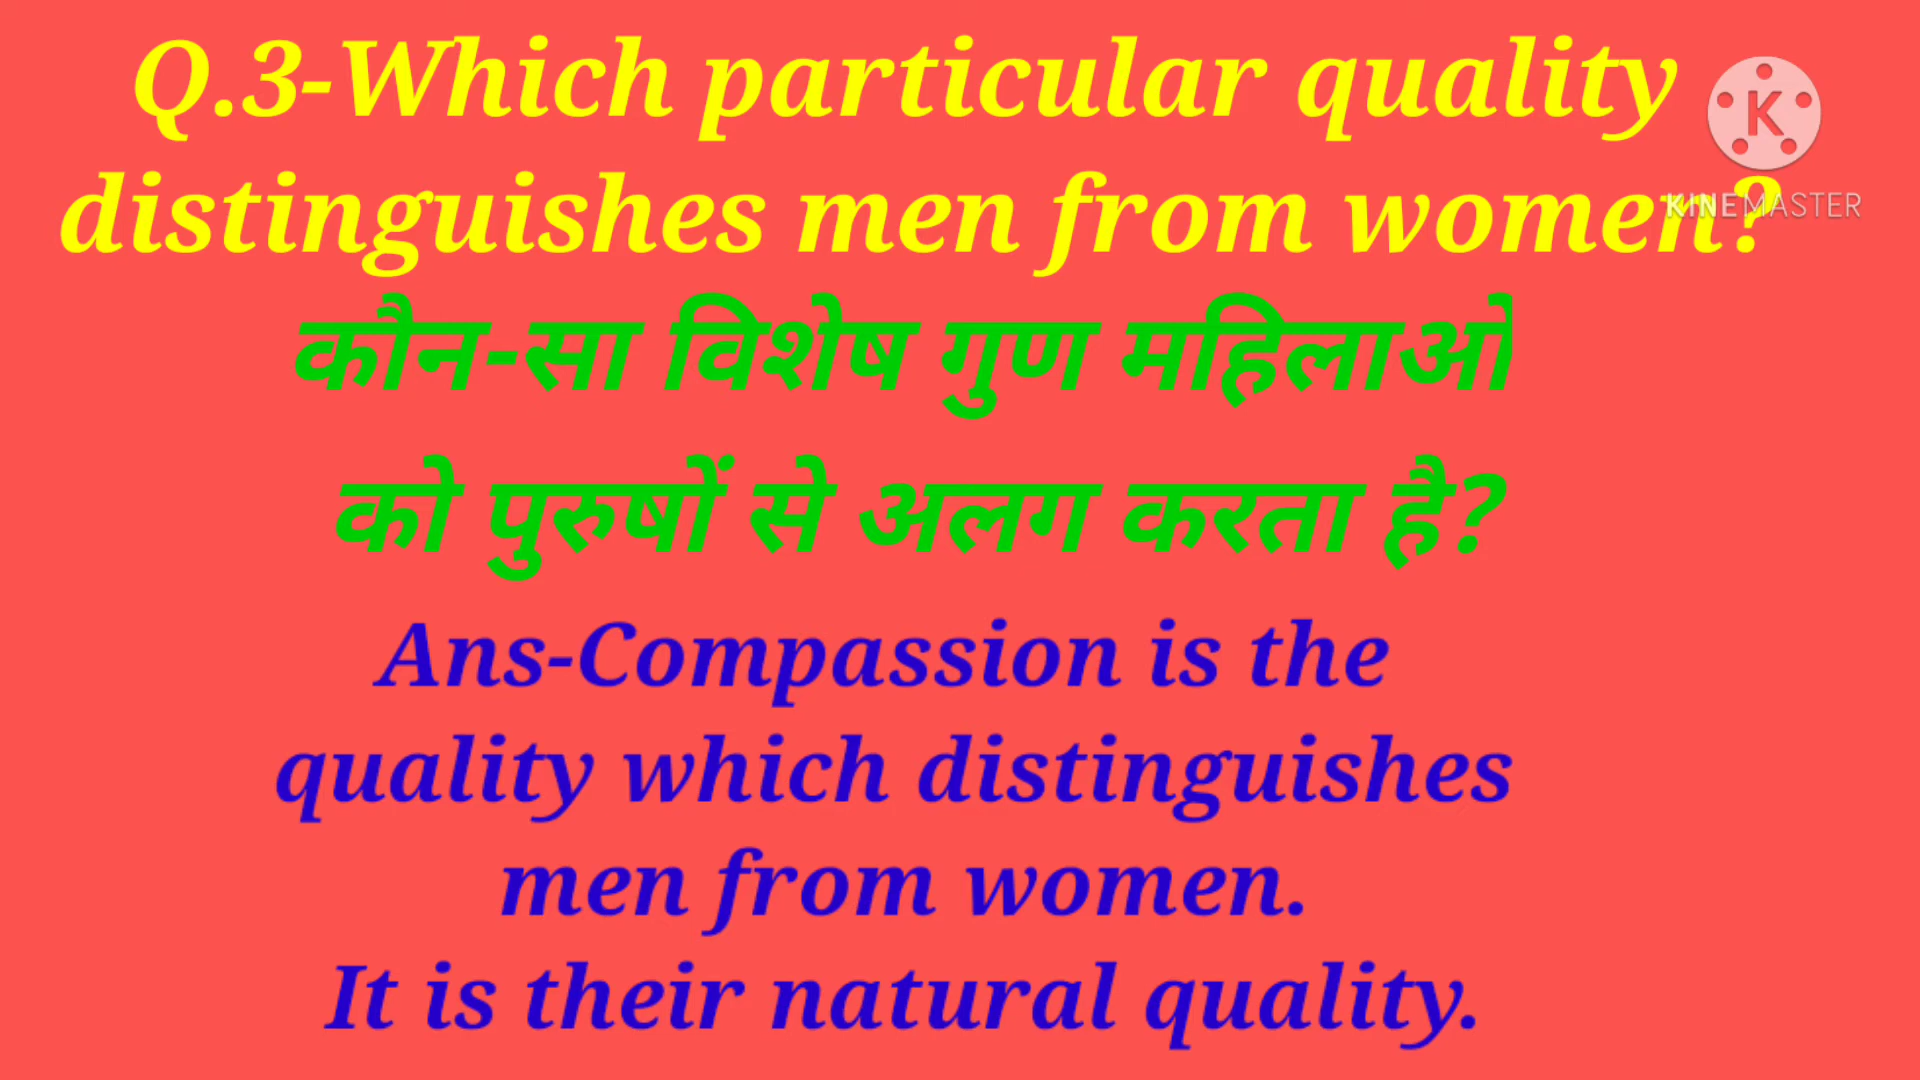 Q.3-Which particular quality
distinguishes men from women?
कौन-सा विशेष गुण महिलाओ
को पुरुषों से अलग करता है?
Ans-Compassion is the
quality which distinguishes
men from women.
It is their natural quality.
K
KINEMASTER